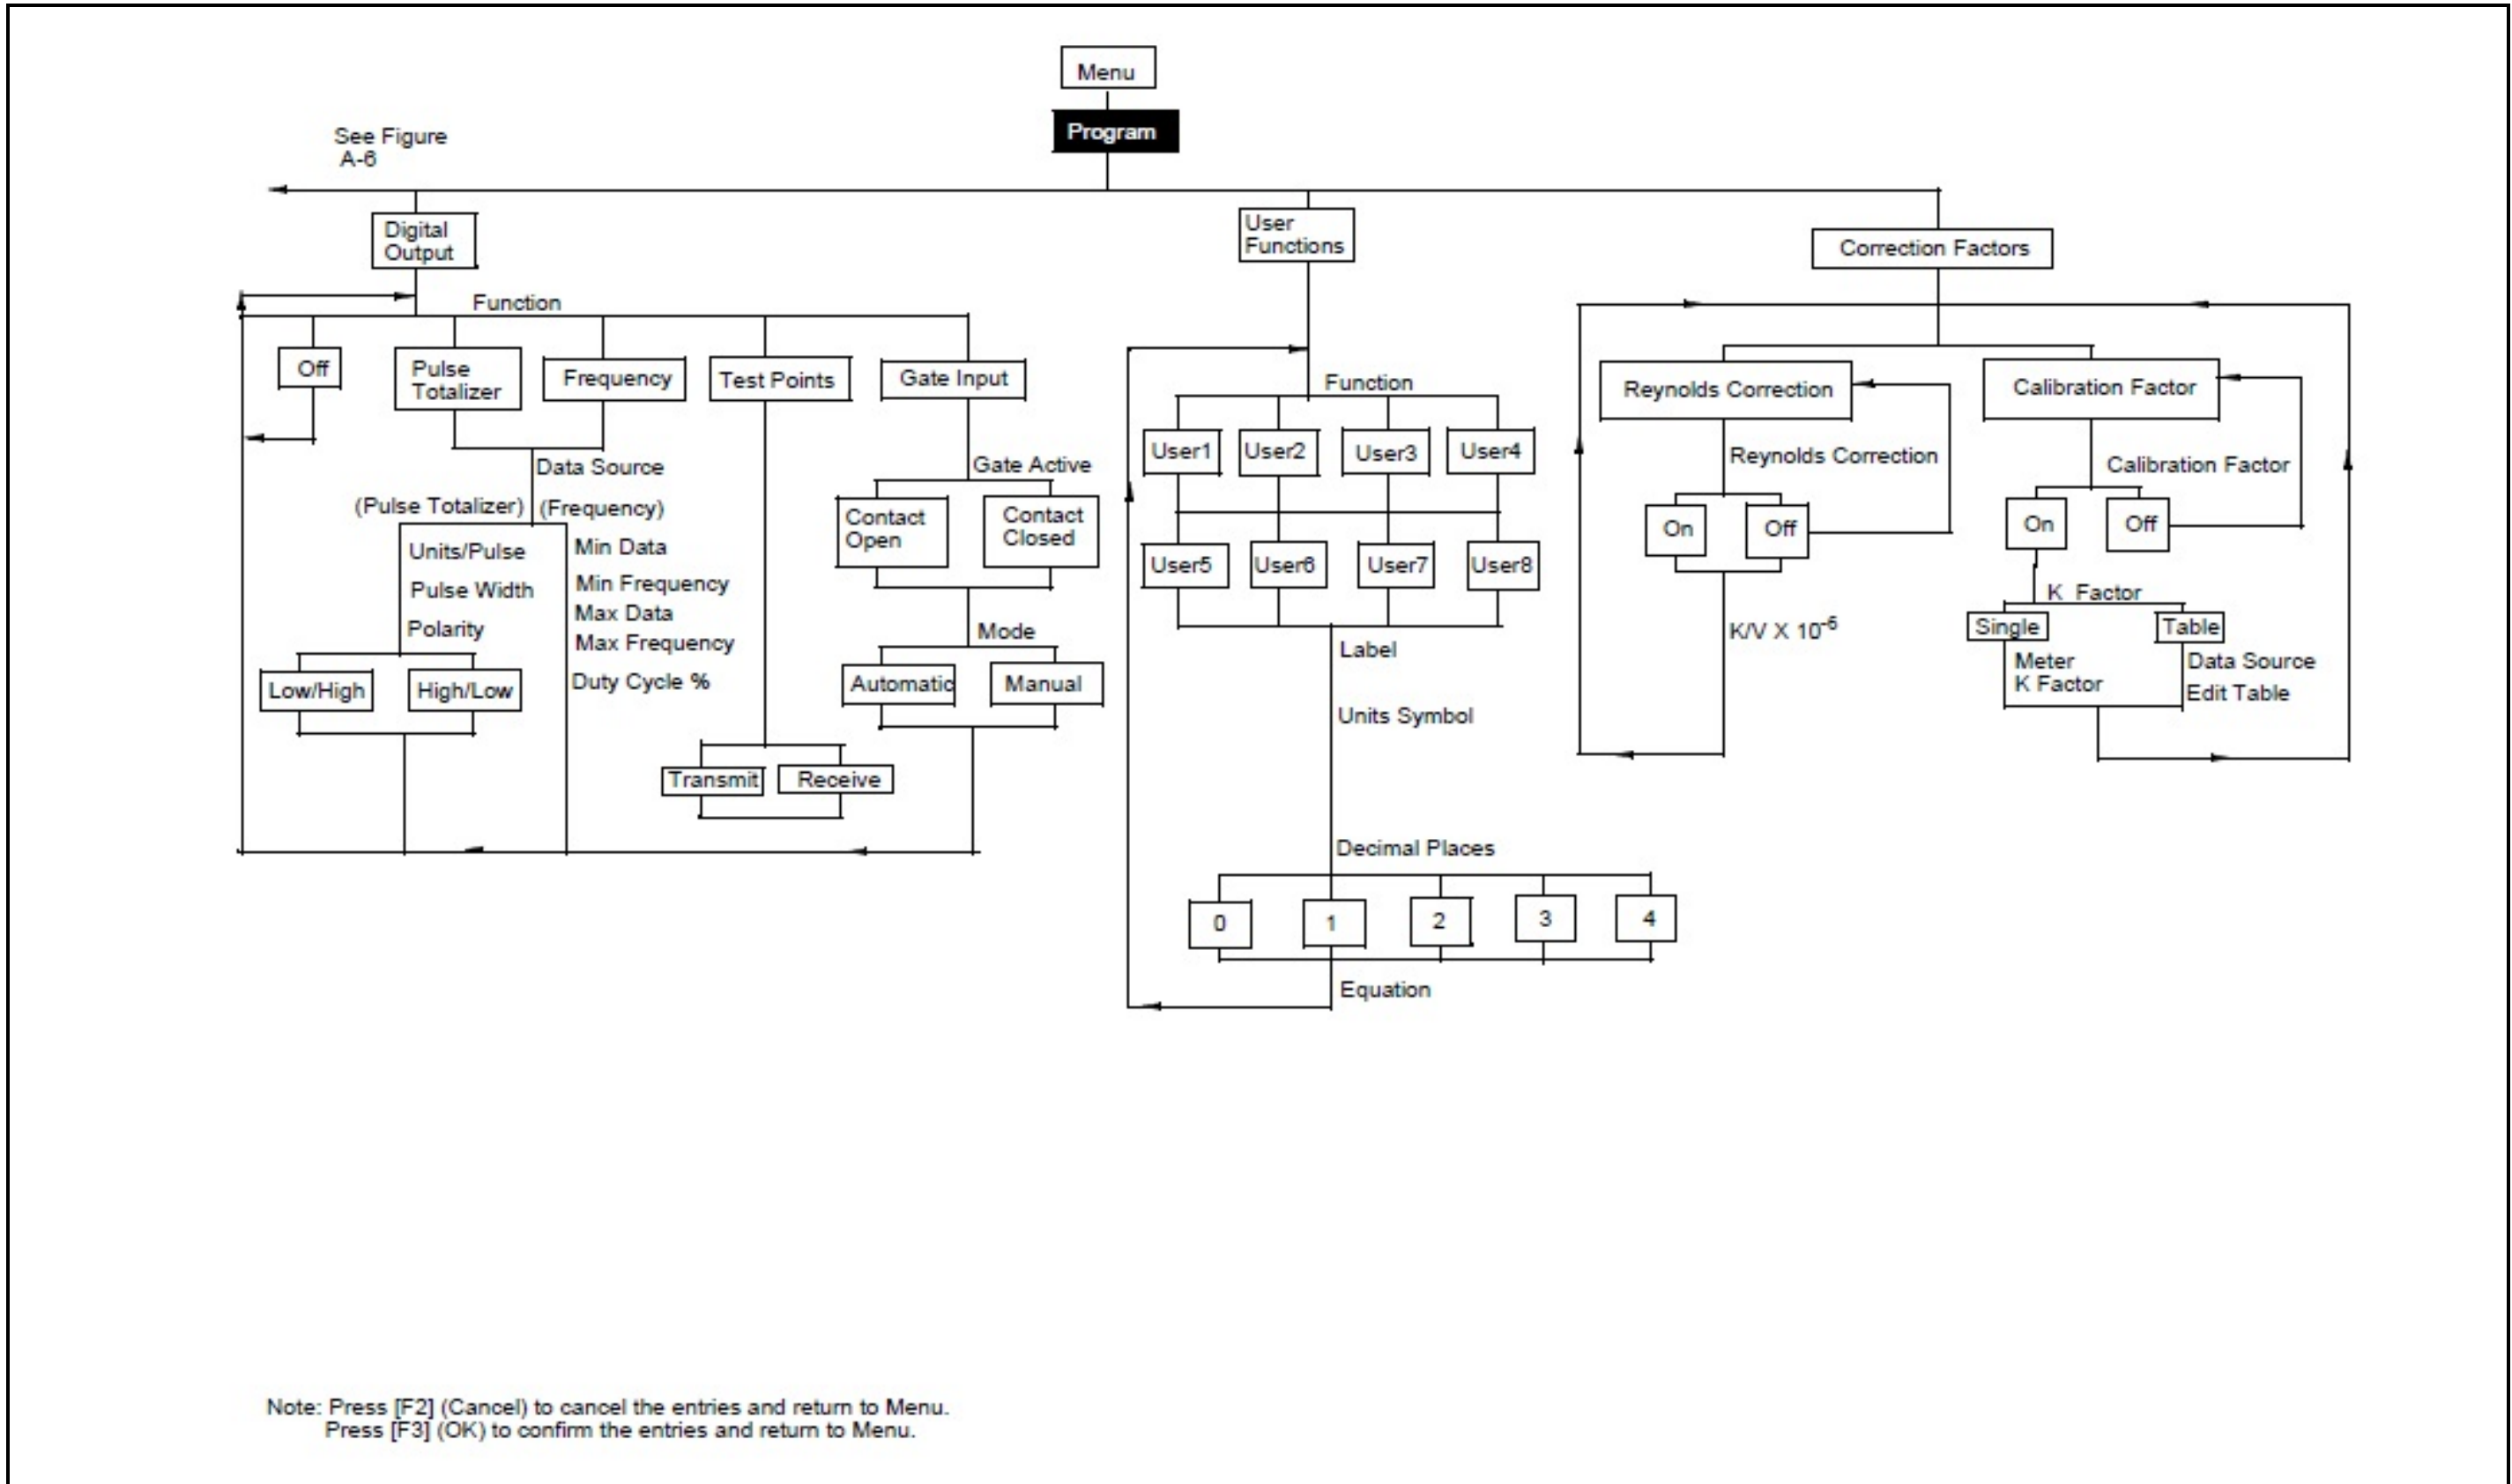 Menu
Program
See Figure
A-6
Digital
Output
User
Functions
Correction Factors
Function
Off
Pulse
Totalizer
Frequency
Test Points
Gate Input
Data Source
(Pulse Totalizer)
(Frequency)
Units/Pulse
Pulse Width
Polarity
Low/High
High/Low
Min Data
Min Frequency
Max Data
Max Frequency
Duty Cycle %
Transmit
Receive
Gate Active
Contact
Open
Contact
Closed
Mode
Automatic
Manual
Function
User1
User2
User3
User4
User5
User6
User7
User8
Label
Units Symbol
Decimal Places
0
1
2
3
4
Equation
Reynolds Correction
Reynolds Correction
On
Off
K/V X 10-6
Calibration Factor
Calibration Factor
On
Off
K Factor
Single
Table
Meter
K Factor
Data Source
Edit Table
Note: Press [F2] (Cancel) to cancel the entries and return to Menu.
Press [F3] (OK) to confirm the entries and return to Menu.